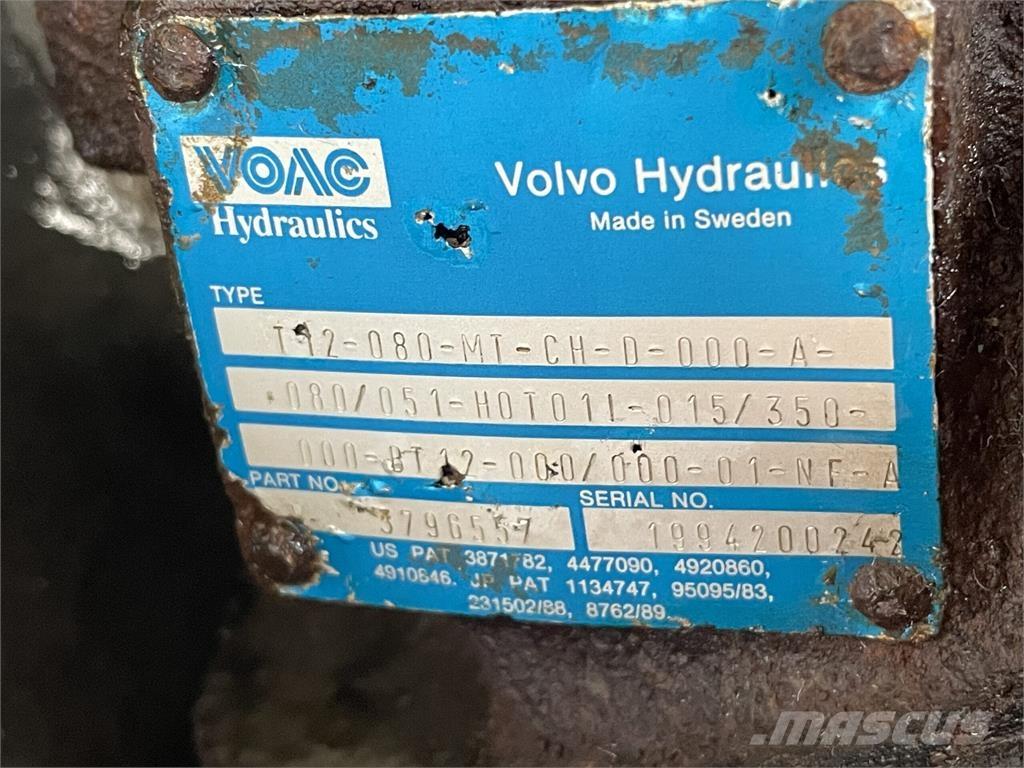 VOAC
Hydraulics
Volvo Hydraulics
Made in Sweden
TYPE
T12-080-MT-CH-D-000-A-
080/051-H0T01I-015/350-
000-BT12-000/000-01-NF-A
PART NO.
3796557
SERIAL NO.
1994200242
US PAT 3871782, 4477090, 4920860,
4910646. JP PAT 1134747, 95095/83,
231502/88, 8762/89
MASCUS